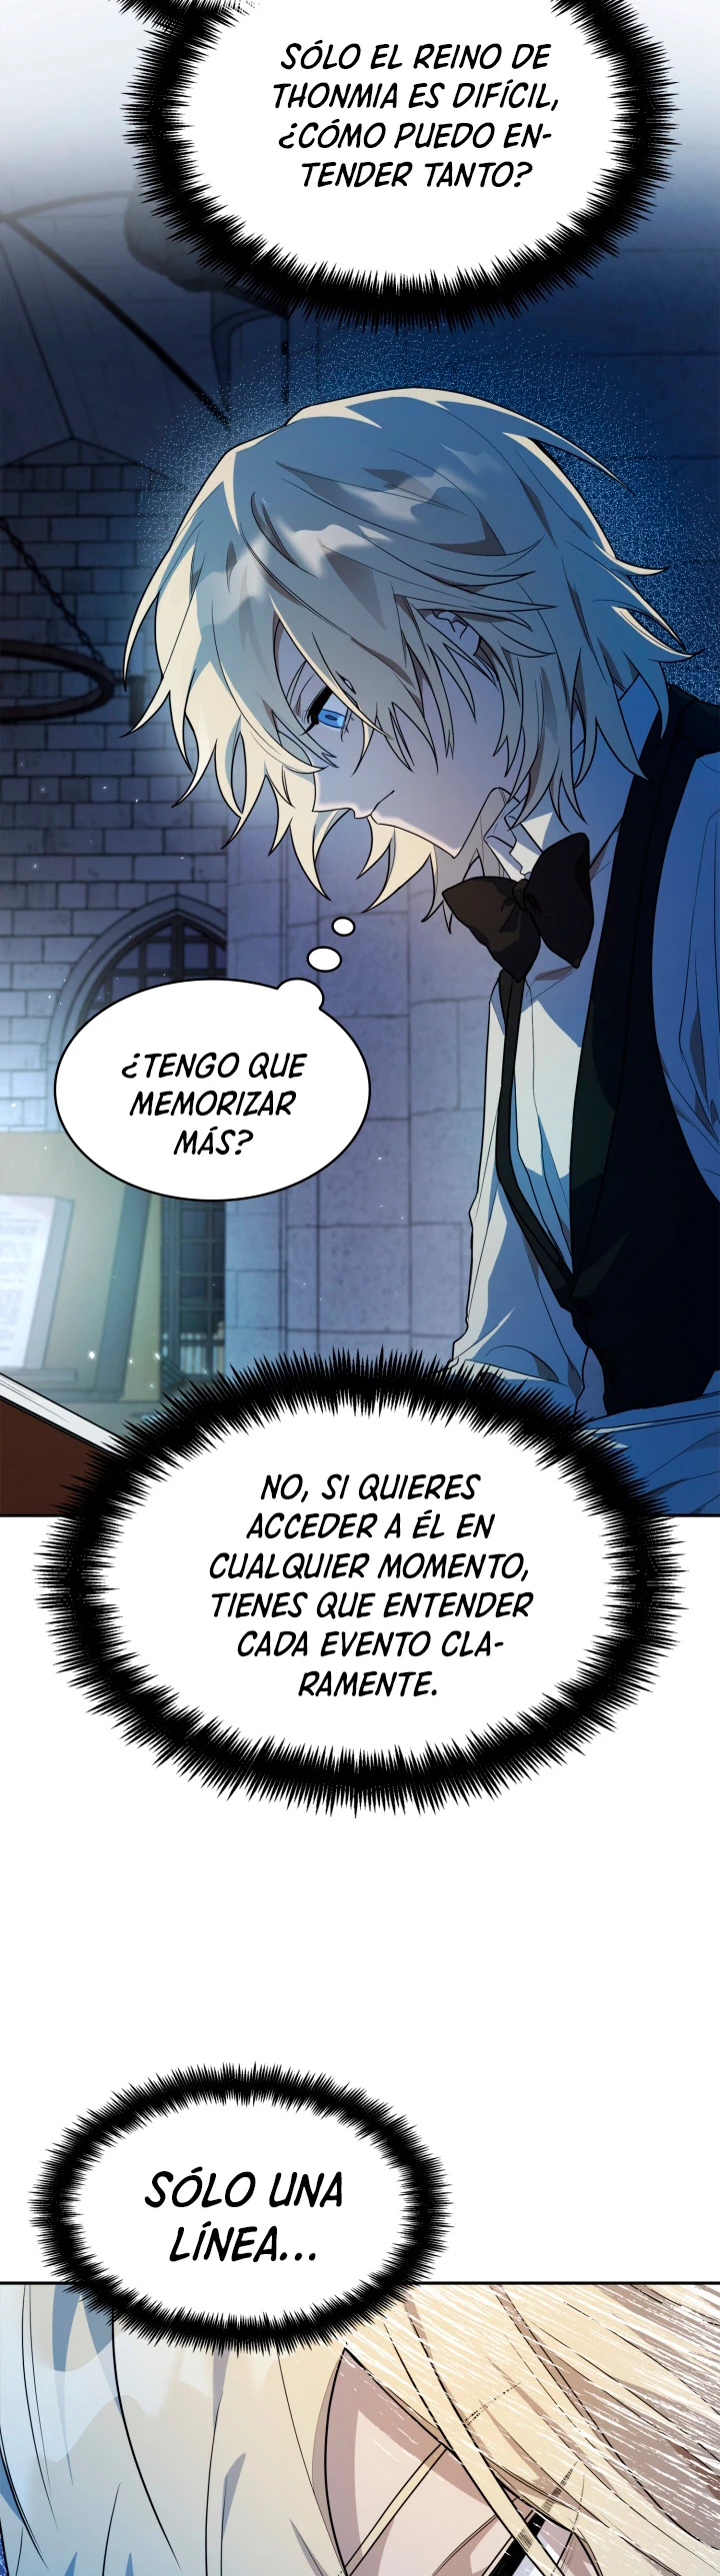 SÓLO EL REINO DE
THONMIA ES DIFÍCIL,
¿CÓMO PUEDO EN-
TENDER TANTO?
¿TENGO QUE
MEMORIZAR
MÁS?
NO, SI QUIERES
ACCEDER A ÉL EN
CUALQUIER MOMENTO,
TIENES QUE ENTENDER
CADA EVENTO CLA-
RAMENTE.
SÓLO UNA
LÍNEA...